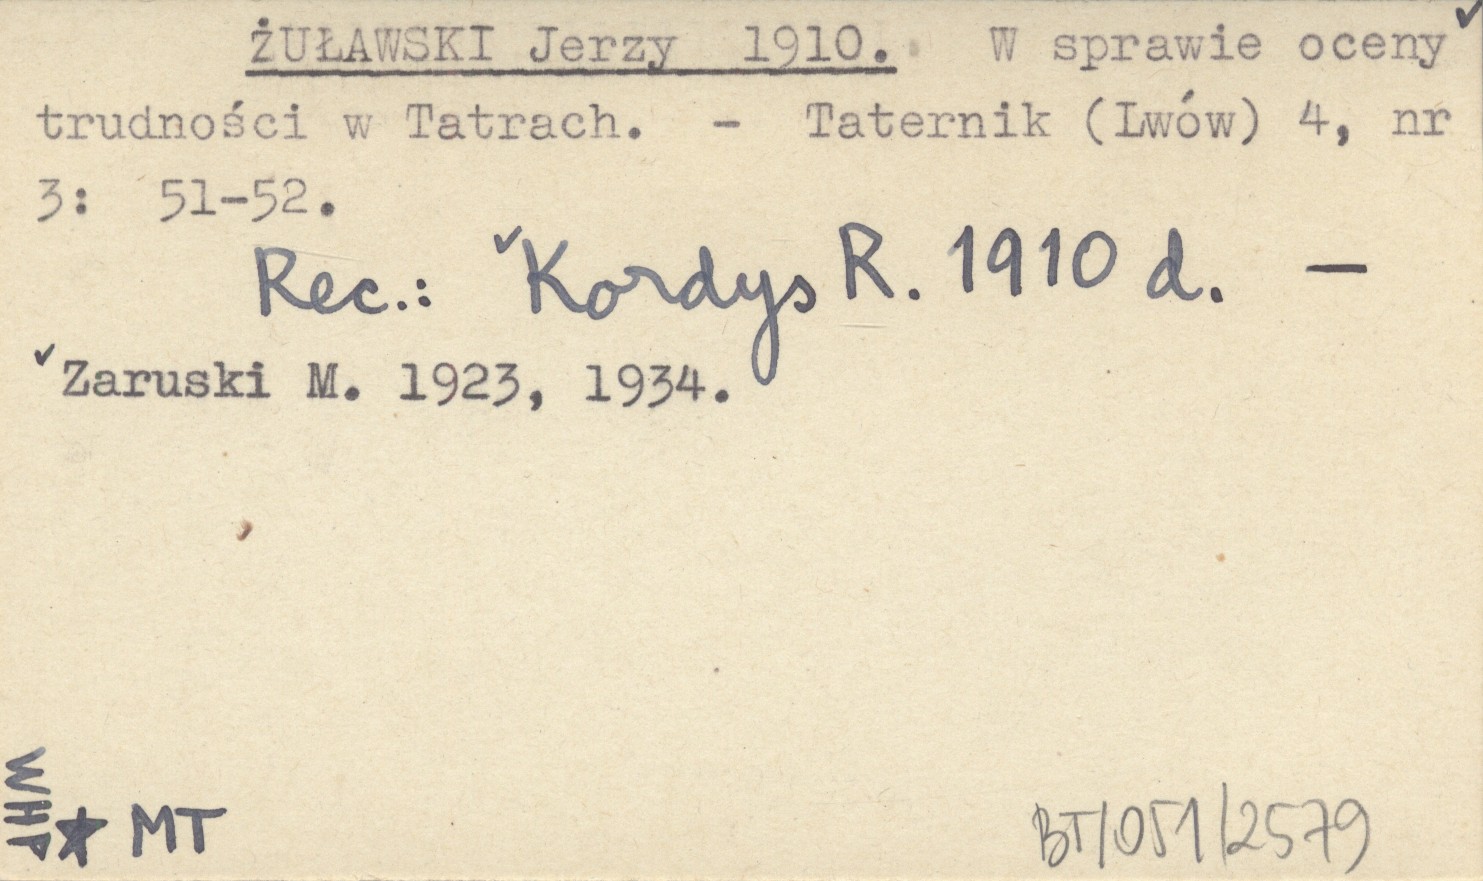 ŻUŁAWSKI Jerzy 1910. W sprawie oceny
trudności w Tatrach. - Taternik (Lwów) 4, nr
3: 51-52.
Rec.: Kordys R. 1910 d. —
Zaruski M. 1923, 1934.
WHP
MT
BT/051/2579